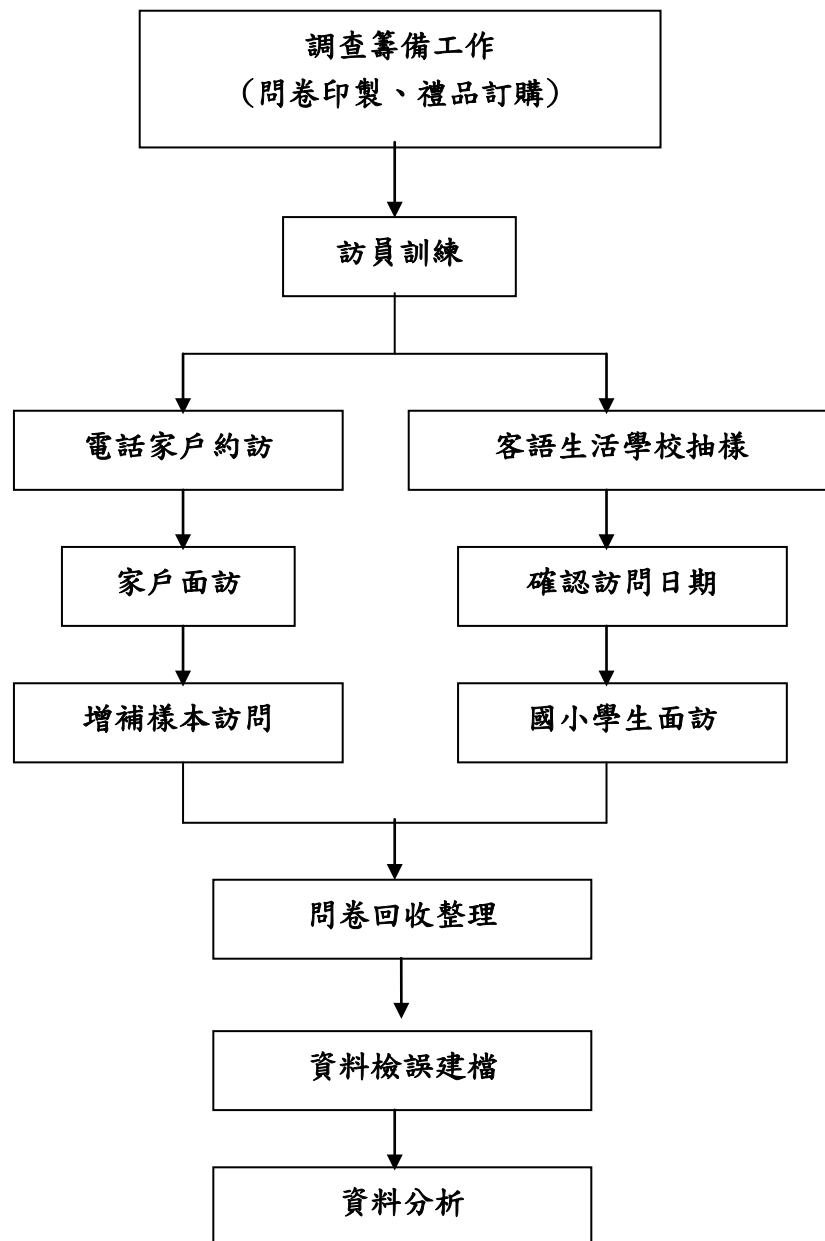 調查籌備工作
（問卷印製、禮品訂購）
訪員訓練
電話家戶約訪
客語生活學校抽樣
家戶面訪
確認訪問日期
增補樣本訪問
國小學生面訪
問卷回收整理
資料檢誤建檔
資料分析